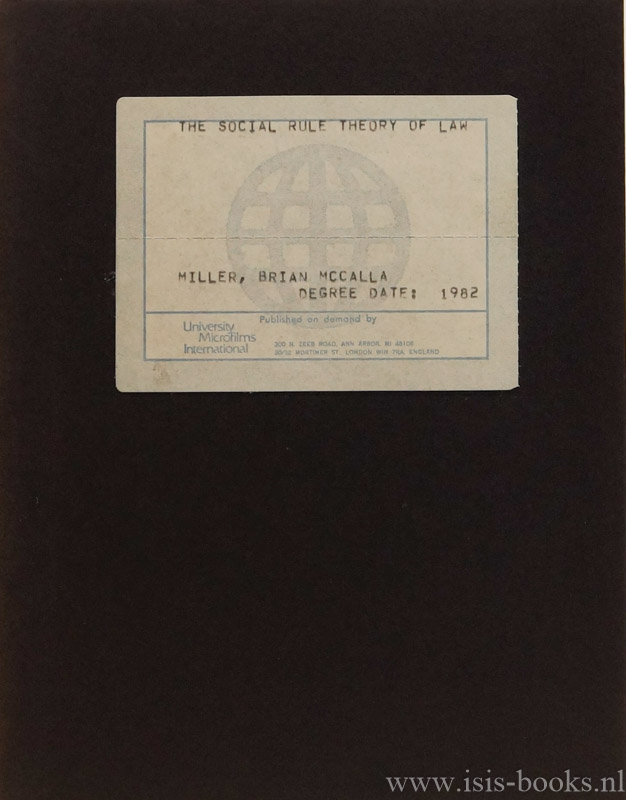 THE SOCIAL RULE THEORY OF LAW
MILLER, BRIAN MCCALLA
DEGREE DATE: 1982
Published on demand by
University
Microfilms
International
300 N. ZEEB ROAD, ANN ARBOR, MI 48106
30/32 MORTIMER ST. LONDON W1N 7RA, ENGLAND
www.isis-books.nl